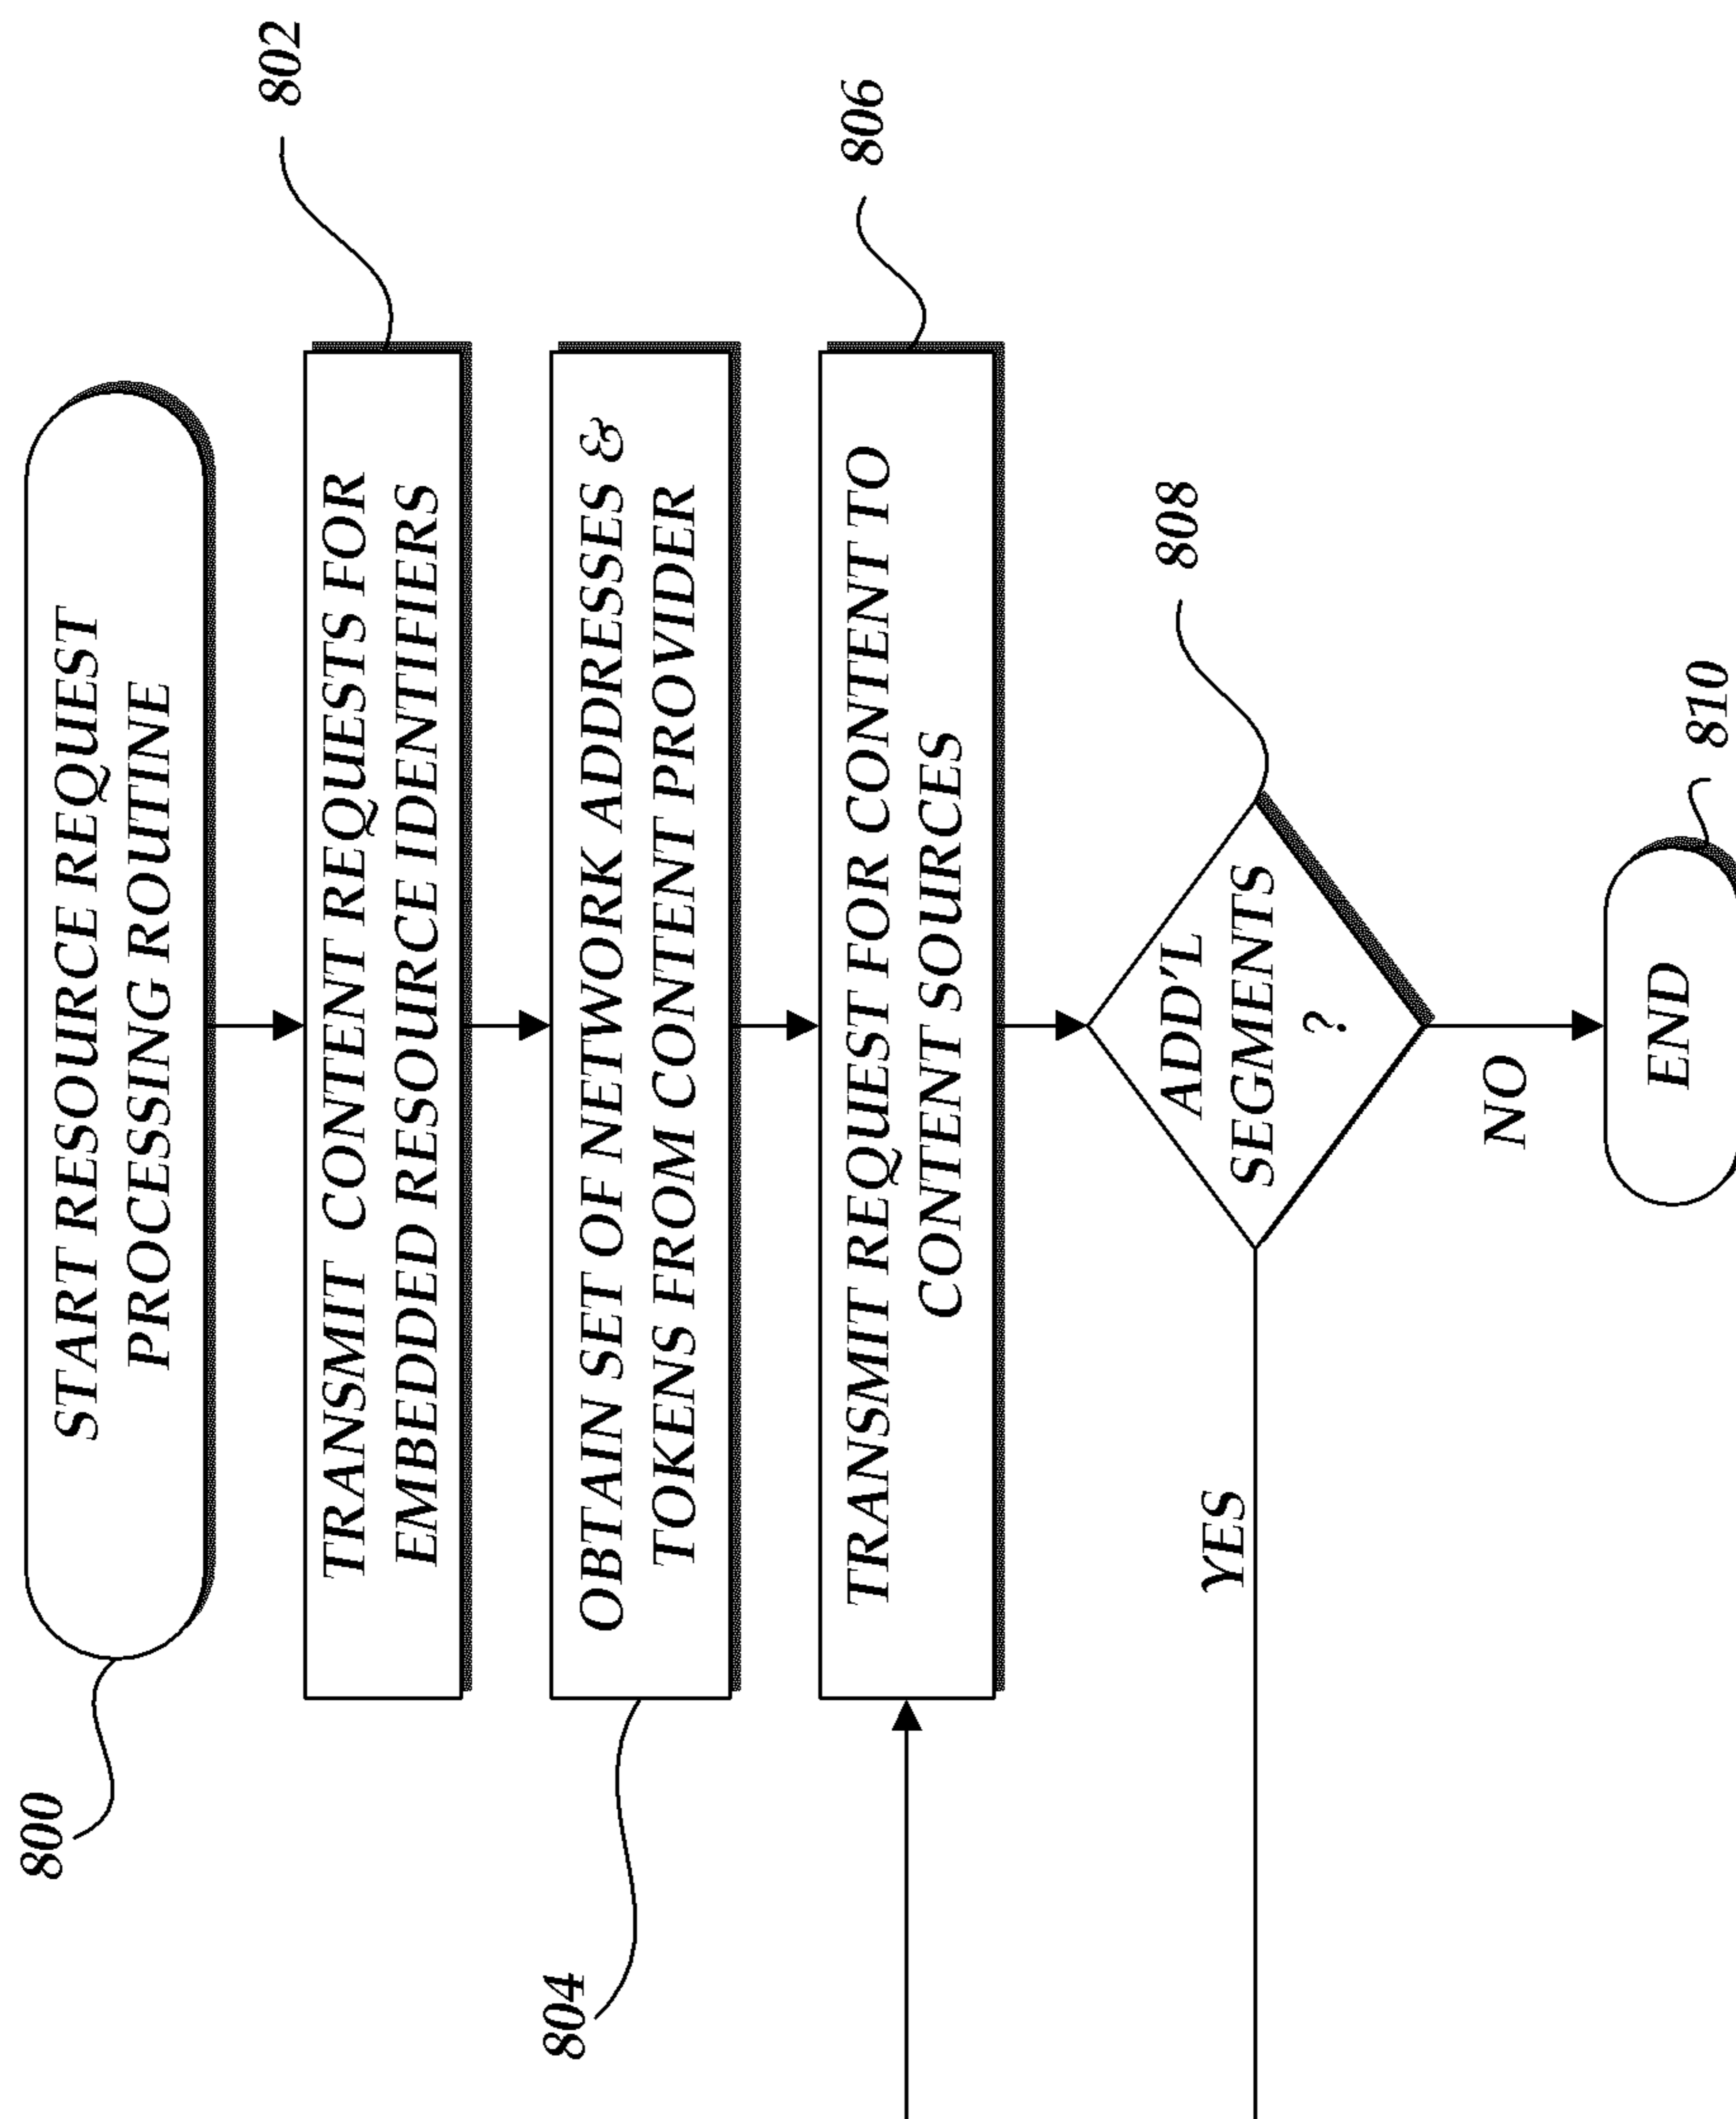 800
START RESOURCE REQUEST
PROCESSING ROUTINE
802
TRANSMIT CONTENT REQUESTS FOR
EMBEDDED RESOURCE IDENTIFIERS
804
OBTAIN SET OF NETWORK ADDRESSES &
TOKENS FROM CONTENT PROVIDER
806
TRANSMIT REQUEST FOR CONTENT TO
CONTENT SOURCES
808
ADD'L
SEGMENTS
?
YES
NO
810
END